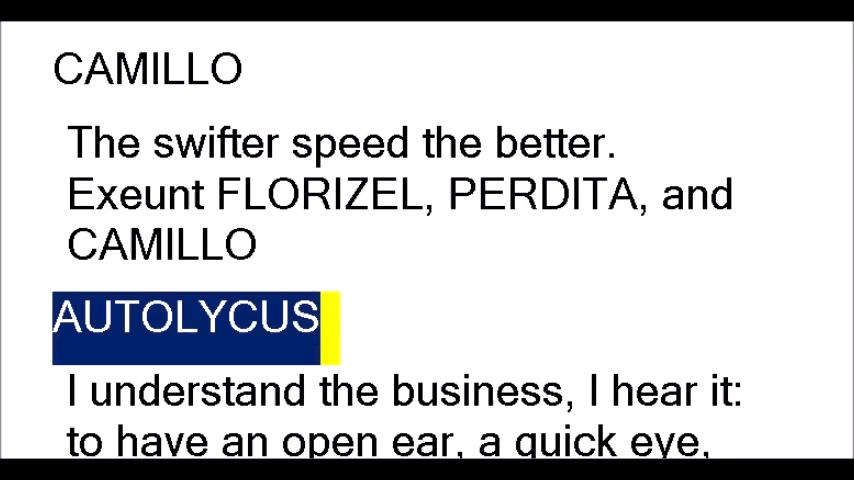 CAMILLO
The swifter speed the better.
Exeunt FLORIZEL, PERDITA, and
CAMILLO
AUTOLYCUS
I understand the business, I hear it:
to have an open ear, a quick eye,